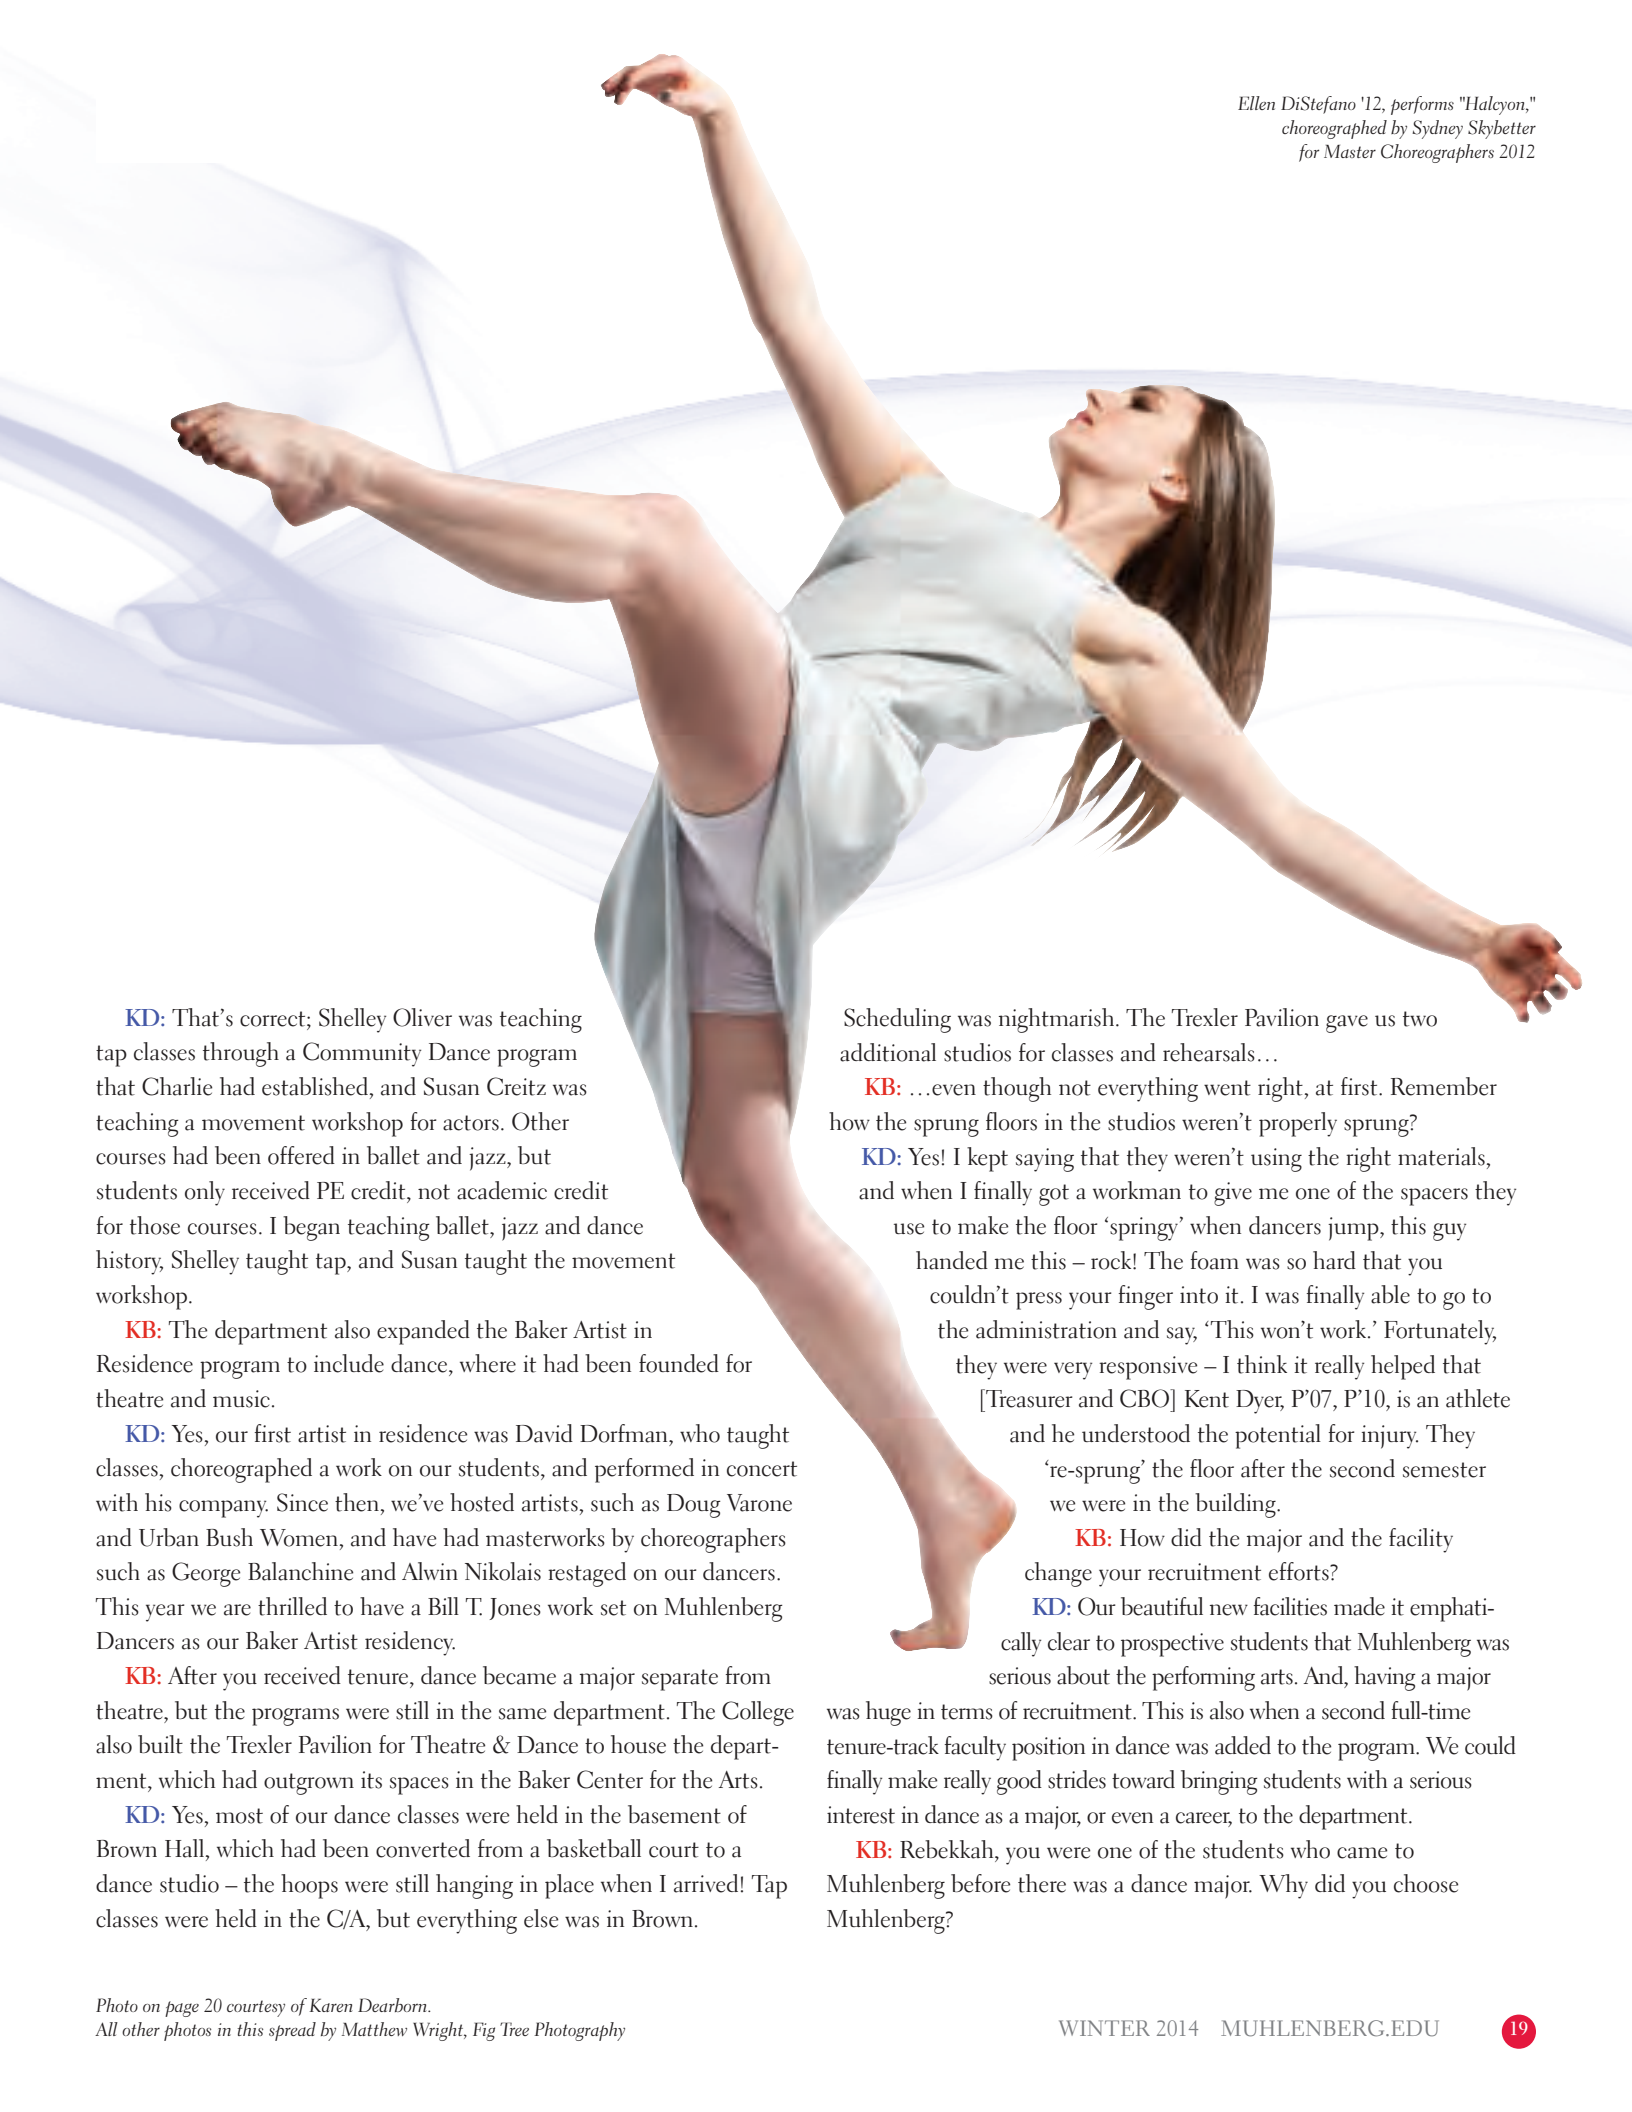 Ellen DiStefano '12, performs "Halcyon,"
choreographed by Sydney Skybetter
for Master Choreographers 2012
KD: That’s correct; Shelley Oliver was teaching
tap classes through a Community Dance program
that Charlie had established, and Susan Creitz was
teaching a movement workshop for actors. Other
courses had been offered in ballet and jazz, but
students only received PE credit, not academic credit
for those courses. I began teaching ballet, jazz and dance
history, Shelley taught tap, and Susan taught the movement
workshop.
KB: The department also expanded the Baker Artist in
Residence program to include dance, where it had been founded for
theatre and music.
KD: Yes, our first artist in residence was David Dorfman, who taught
classes, choreographed a work on our students, and performed in concert
with his company. Since then, we’ve hosted artists, such as Doug Varone
and Urban Bush Women, and have had masterworks by choreographers
such as George Balanchine and Alwin Nikolais restaged on our dancers.
This year we are thrilled to have a Bill T. Jones work set on Muhlenberg
Dancers as our Baker Artist residency.
KB: After you received tenure, dance became a major separate from
theatre, but the programs were still in the same department. The College
also built the Trexler Pavilion for Theatre & Dance to house the depart-
ment, which had outgrown its spaces in the Baker Center for the Arts.
KD: Yes, most of our dance classes were held in the basement of
Brown Hall, which had been converted from a basketball court to a
dance studio – the hoops were still hanging in place when I arrived! Tap
classes were held in the C/A, but everything else was in Brown.
Scheduling was nightmarish. The Trexler Pavilion gave us two
additional studios for classes and rehearsals…
KB: …even though not everything went right, at first. Remember
how the sprung floors in the studios weren’t properly sprung?
KD: Yes! I kept saying that they weren’t using the right materials,
and when I finally got a workman to give me one of the spacers they
use to make the floor ‘springy’ when dancers jump, this guy
handed me this – rock! The foam was so hard that you
couldn’t press your finger into it. I was finally able to go to
the administration and say, ‘This won’t work.’ Fortunately,
they were very responsive – I think it really helped that
[Treasurer and CBO] Kent Dyer, P’07, P’10, is an athlete
and he understood the potential for injury. They
‘re-sprung’ the floor after the second semester
we were in the building.
KB: How did the major and the facility
change your recruitment efforts?
KD: Our beautiful new facilities made it emphati-
cally clear to prospective students that Muhlenberg was
serious about the performing arts. And, having a major
was huge in terms of recruitment. This is also when a second full-time
tenure-track faculty position in dance was added to the program. We could
finally make really good strides toward bringing students with a serious
interest in dance as a major, or even a career, to the department.
KB: Rebekkah, you were one of the students who came to
Muhlenberg before there was a dance major. Why did you choose
Muhlenberg?
Photo on page 20 courtesy of Karen Dearborn.
All other photos in this spread by Matthew Wright, Fig Tree Photography
WINTER 2014 MUHLENBERG.EDU 19